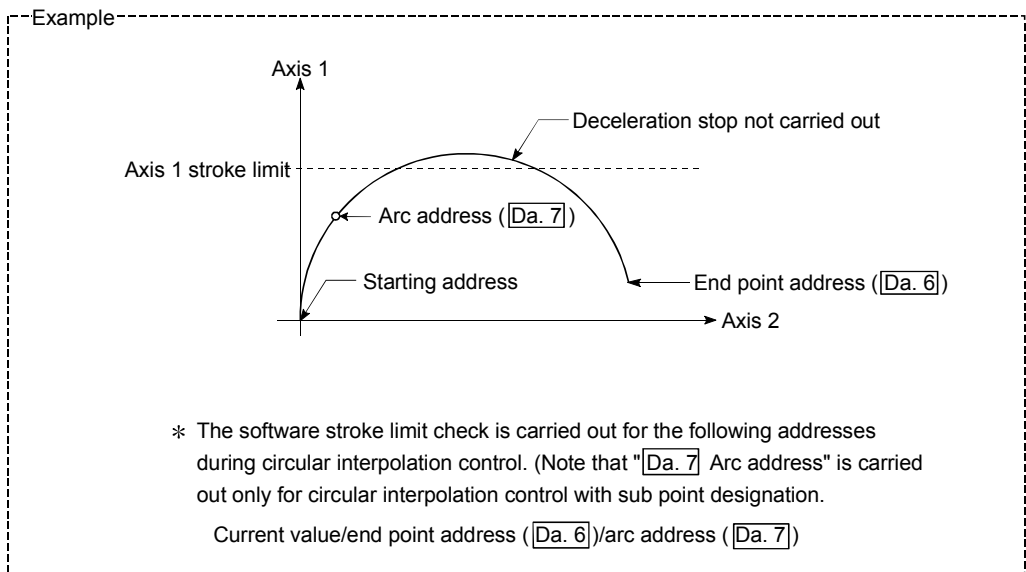 Example
Axis 1
Deceleration stop not carried out
Axis 1 stroke limit
Arc address ( Da. 7 )
Starting address
End point address ( Da. 6 )
Axis 2
* The software stroke limit check is carried out for the following addresses
during circular interpolation control. (Note that " Da. 7 Arc address" is carried
out only for circular interpolation control with sub point designation.
Current value/end point address ( Da. 6 )/arc address ( Da. 7 )